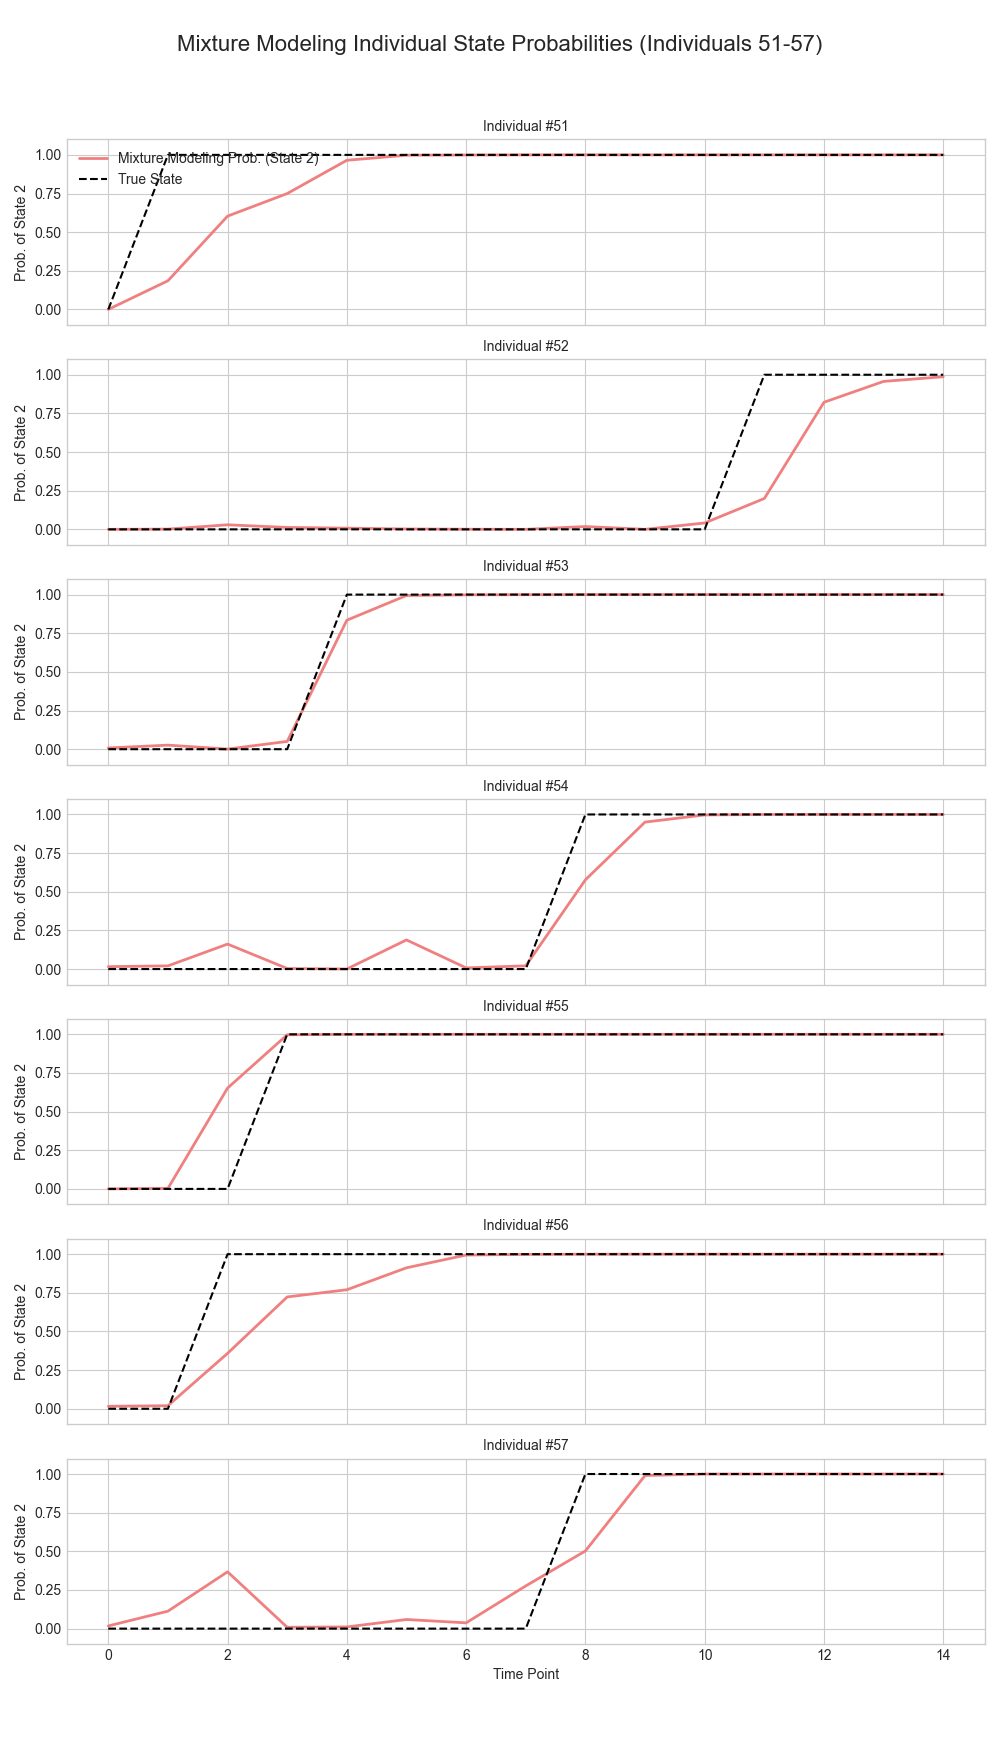 Mixture Modeling Individual State Probabilities (Individuals 51-57)
Individual #51
Mixture Modeling Prob. (State 2)
True State
Prob. of State 2
1.00
0.75
0.50
0.25
0.00
Individual #52
Prob. of State 2
1.00
0.75
0.50
0.25
0.00
Individual #53
Prob. of State 2
1.00
0.75
0.50
0.25
0.00
Individual #54
Prob. of State 2
1.00
0.75
0.50
0.25
0.00
Individual #55
Prob. of State 2
1.00
0.75
0.50
0.25
0.00
Individual #56
Prob. of State 2
1.00
0.75
0.50
0.25
0.00
Individual #57
Prob. of State 2
1.00
0.75
0.50
0.25
0.00
0 2 4 6 8 10 12 14
Time Point